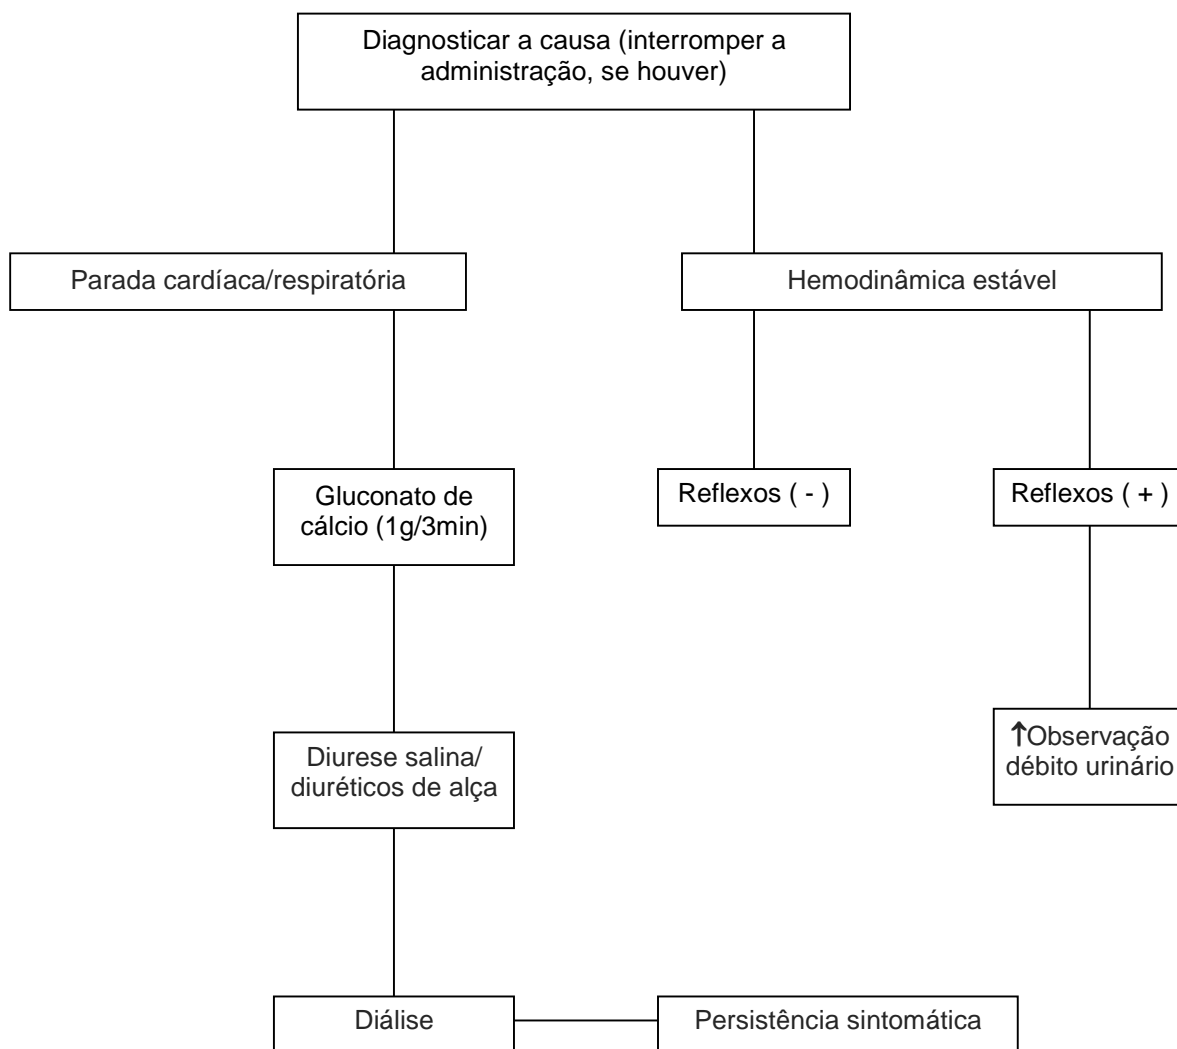 Diagnosticar a causa (interromper a
administração, se houver)
Parada cardíaca/respiratória
Hemodinâmica estável
Gluconato de
cálcio (1g/3min)
Reflexos ( - )
Reflexos ( + )
Diurese salina/
diuréticos de alça
↑Observação
débito urinário
Diálise
Persistência sintomática